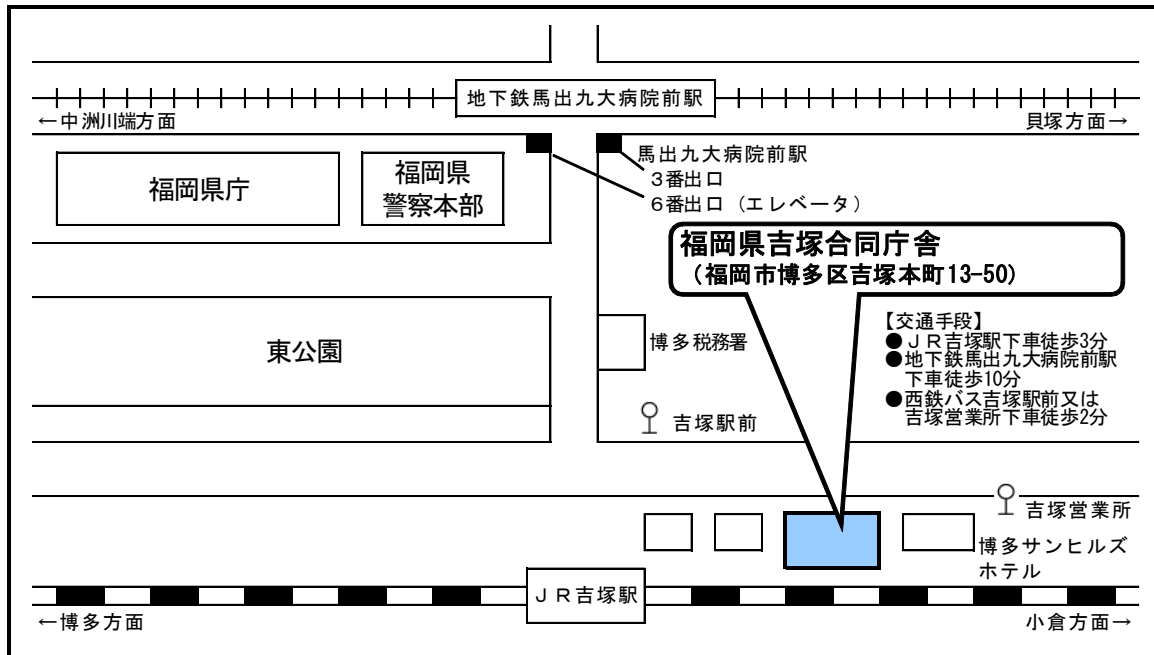 地下鉄馬出九大病院前駅
←中洲川端方面
貝塚方面→
福岡県庁
福岡県
警察本部
馬出九大病院前駅
３番出口
６番出口（エレベータ）
福岡県吉塚合同庁舎
（福岡市博多区吉塚本町13-50）
東公園
博多税務署
【交通手段】
●ＪＲ吉塚駅下車徒歩3分
●地下鉄馬出九大病院前駅
下車徒歩10分
●西鉄バス吉塚駅前又は
吉塚営業所下車徒歩2分
吉塚駅前
吉塚営業所
博多サンヒルズ
ホテル
ＪＲ吉塚駅
←博多方面
小倉方面→